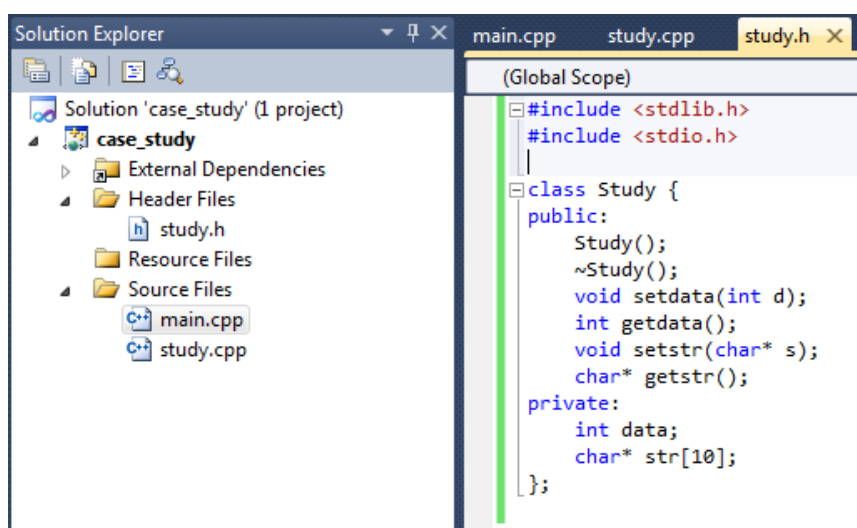 Solution Explorer
Solution 'case_study' (1 project)
case_study
External Dependencies
Header Files
study.h
Resource Files
Source Files
main.cpp
study.cpp
main.cpp study.cpp study.h
(Global Scope)
#include <stdlib.h>
#include <stdio.h>
class Study {
public:
Study();
~Study();
void setdata(int d);
int getdata();
void setstr(char* s);
char* getstr();
private:
int data;
char* str[10];
};